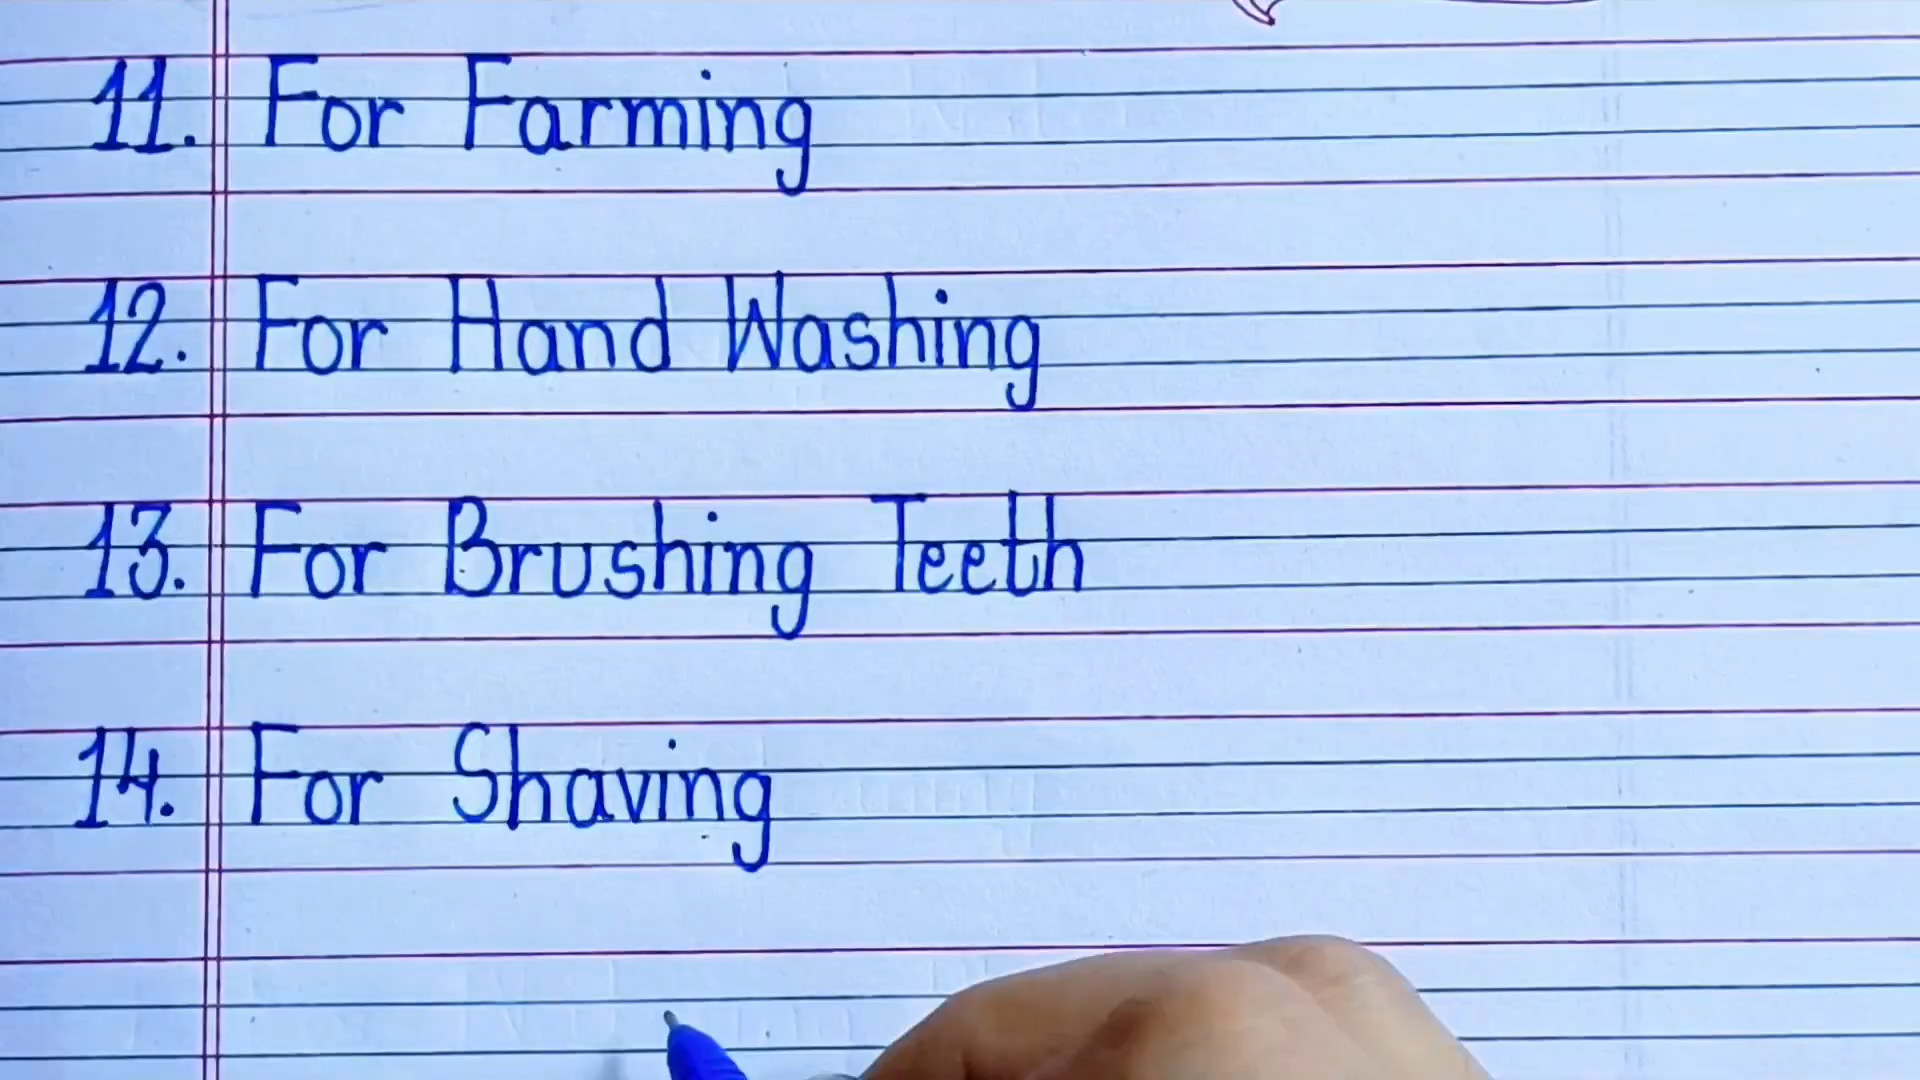 11. For Farming
12. For Hand Washing
13. For Brushing Teeth
14. For Shaving